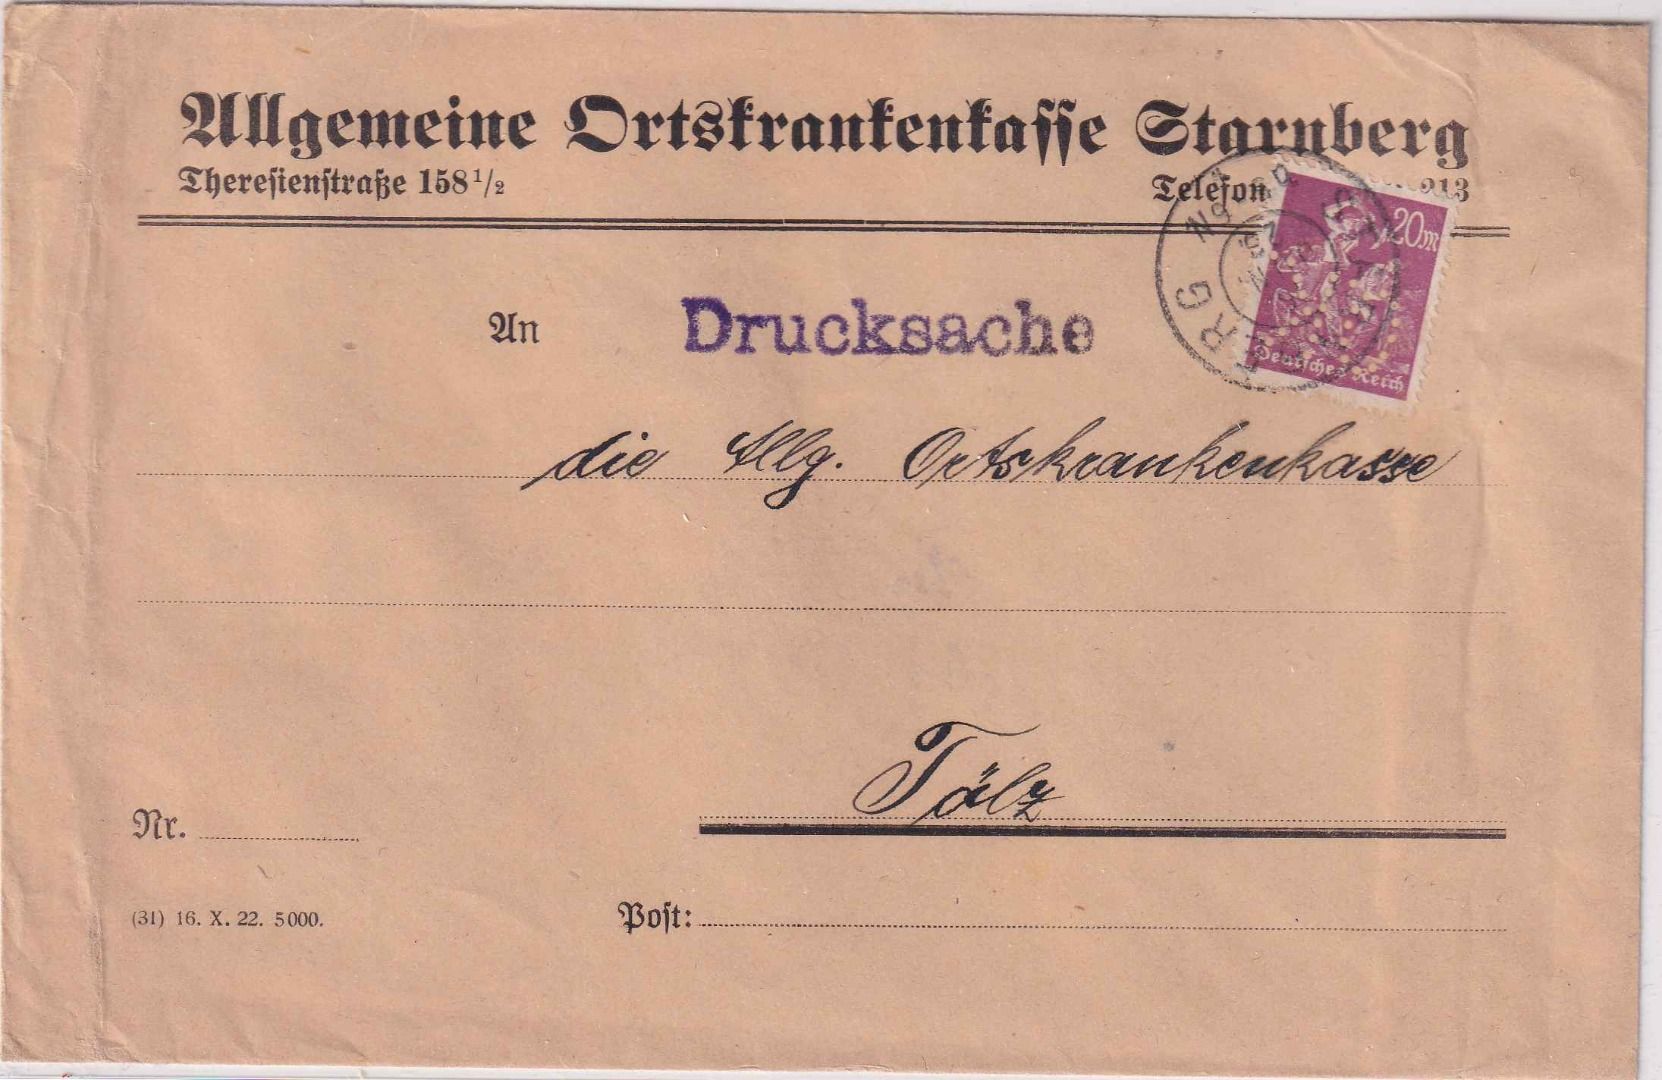 Allgemeine Ortskrankenkasse Starnberg
Theresienstraße 158 1/2
Telefon 213
20 m
Deutsches Reich
An
Drucksache
die Allg. Ortskrankenkasse
Tölz
Nr.
(31) 16. X. 22. 5000.
Post: